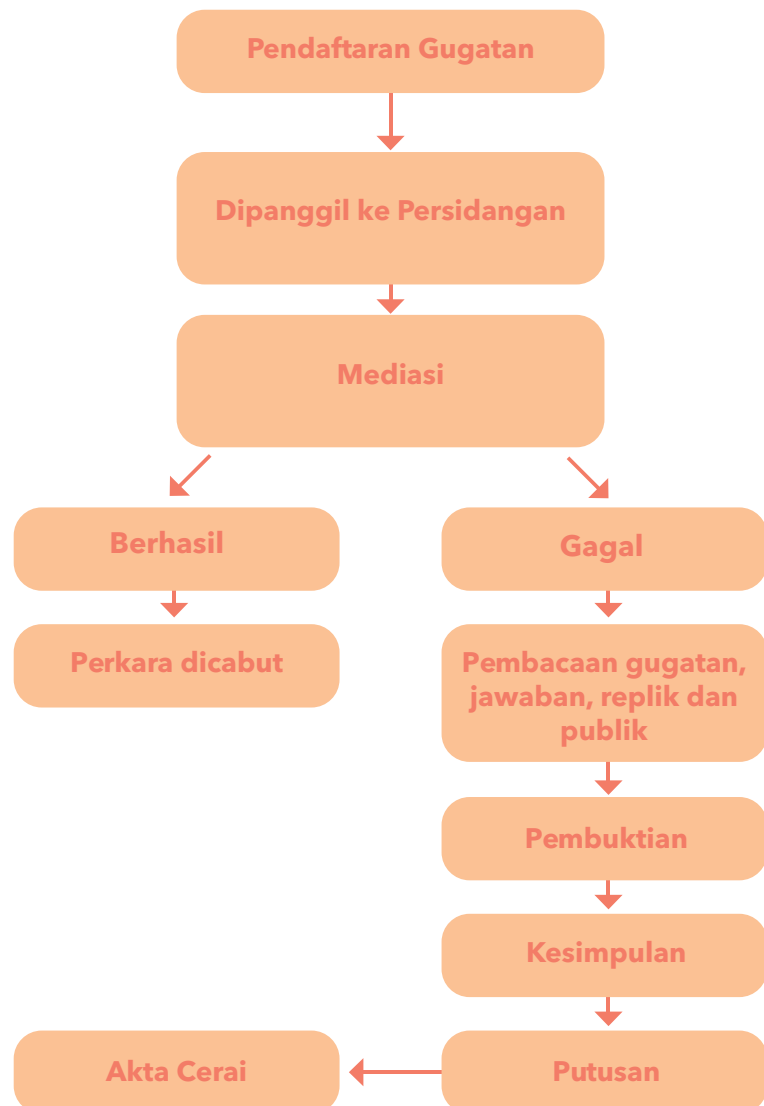 Pendaftaran Gugatan
Dipanggil ke Persidangan
Mediasi
Berhasil
Gagal
Perkara dicabut
Pembacaan gugatan,
jawaban, replik dan
publik
Pembuktian
Kesimpulan
Akta Cerai
Putusan